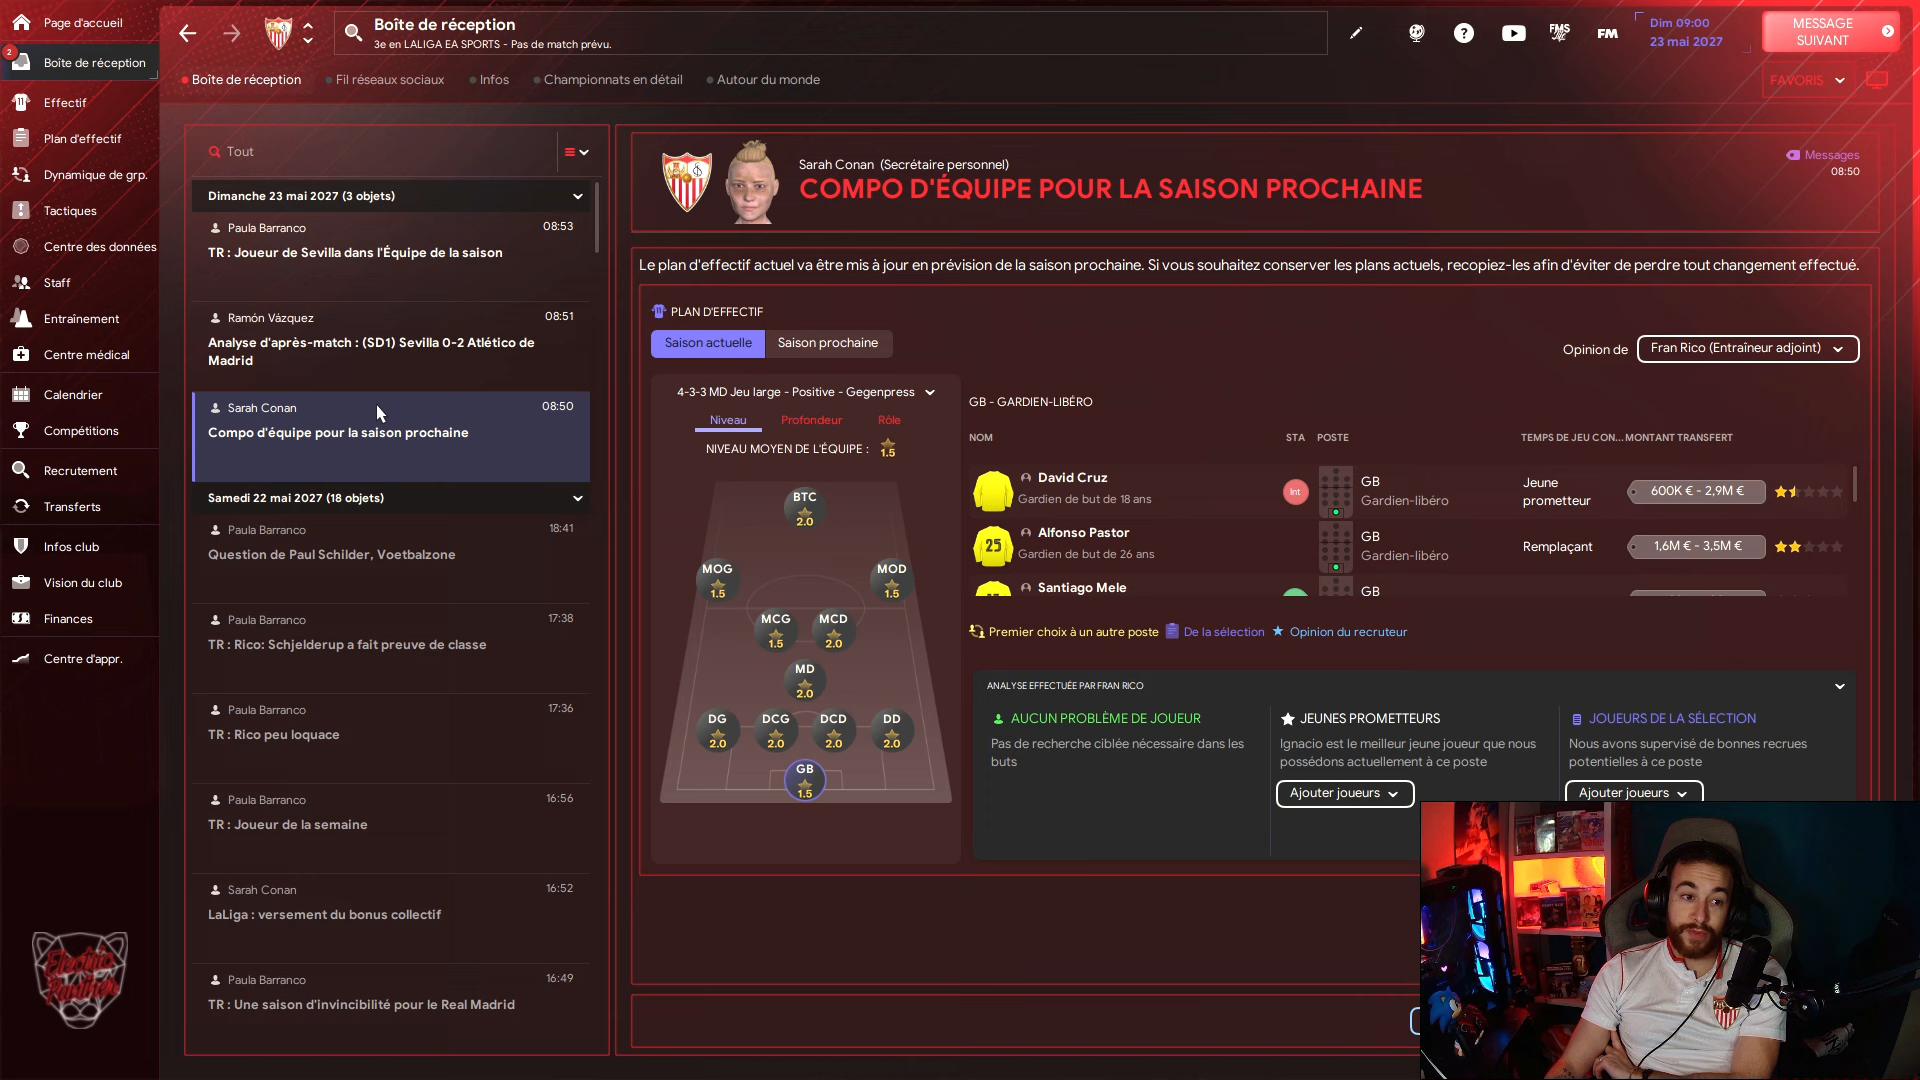 Page d'accueil
2
Boîte de réception
Effectif
Plan d'effectif
Dynamique de grp.
Tactiques
Centre des données
Staff
Entraînement
Centre médical
Calendrier
Compétitions
Recrutement
Transferts
Infos club
Vision du club
Finances
Centre d'appr.
Boîte de réception
3e en LALIGA EA SPORTS - Pas de match prévu.
FM
Dim 09:00
23 mai 2027
MESSAGE
SUIVANT
Boîte de réception
Fil réseaux sociaux
Infos
Championnats en détail
Autour du monde
FAVORIS
Tout
Dimanche 23 mai 2027 (3 objets)
Paula Barranco 08:53
TR : Joueur de Sevilla dans l'Équipe de la saison
Ramón Vázquez 08:51
Analyse d'après-match : (SD1) Sevilla 0-2 Atlético de
Madrid
Sarah Conan 08:50
Compo d'équipe pour la saison prochaine
Samedi 22 mai 2027 (18 objets)
Paula Barranco 18:41
Question de Paul Schilder, Voetbalzone
Paula Barranco 17:38
TR : Rico: Schjelderup a fait preuve de classe
Paula Barranco 17:36
TR : Rico peu loquace
Paula Barranco 16:56
TR : Joueur de la semaine
Sarah Conan 16:52
LaLiga : versement du bonus collectif
Paula Barranco 16:49
TR : Une saison d'invincibilité pour le Real Madrid
Sarah Conan (Secrétaire personnel)
COMPO D'ÉQUIPE POUR LA SAISON PROCHAINE
Messages
08:50
Le plan d'effectif actuel va être mis à jour en prévision de la saison prochaine. Si vous souhaitez conserver les plans actuels, recopiez-les afin d'éviter de perdre tout changement effectué.
PLAN D'EFFECTIF
Saison actuelle
Saison prochaine
Opinion de
Fran Rico (Entraîneur adjoint)
4-3-3 MD Jeu large - Positive - Gegenpress
Niveau
Profondeur
Rôle
NIVEAU MOYEN DE L'ÉQUIPE : 1.5
BTC
2.0
MOG
1.5
MOD
1.5
MCG
1.5
MCD
2.0
MD
2.0
DG
2.0
DCG
2.0
DCD
2.0
DD
2.0
GB
1.5
GB - GARDIEN-LIBÉRO
NOM STA POSTE TEMPS DE JEU CON... MONTANT TRANSFERT
David Cruz
Gardien de but de 18 ans
Int
GB
Gardien-libéro
Jeune
prometteur
600K € - 2,9M €
25
Alfonso Pastor
Gardien de but de 26 ans
GB
Gardien-libéro
Remplaçant
1,6M € - 3,5M €
Santiago Mele
GB
Premier choix à un autre poste
De la sélection
Opinion du recruteur
ANALYSE EFFECTUÉE PAR FRAN RICO
AUCUN PROBLÈME DE JOUEUR
Pas de recherche ciblée nécessaire dans les
buts
JEUNES PROMETTEURS
Ignacio est le meilleur jeune joueur que nous
possédons actuellement à ce poste
Ajouter joueurs
JOUEURS DE LA SÉLECTION
Nous avons supervisé de bonnes recrues
potentielles à ce poste
Ajouter joueurs